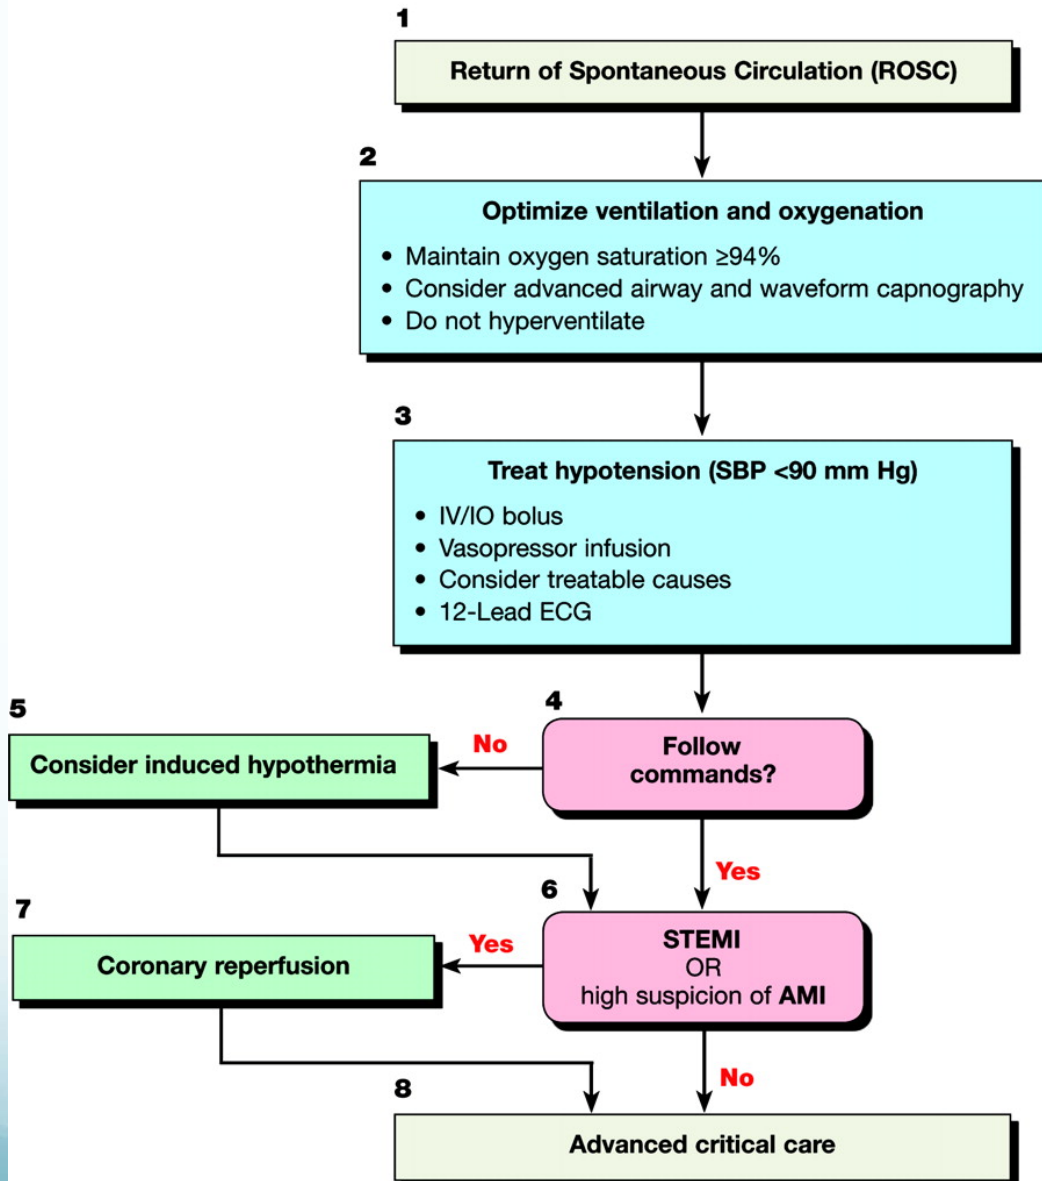 1
Return of Spontaneous Circulation (ROSC)
2
Optimize ventilation and oxygenation
• Maintain oxygen saturation ≥94%
• Consider advanced airway and waveform capnography
• Do not hyperventilate
3
Treat hypotension (SBP <90 mm Hg)
• IV/IO bolus
• Vasopressor infusion
• Consider treatable causes
• 12-Lead ECG
4
Follow
commands?
No
5
Consider induced hypothermia
Yes
6
STEMI
OR
high suspicion of AMI
Yes
7
Coronary reperfusion
No
8
Advanced critical care